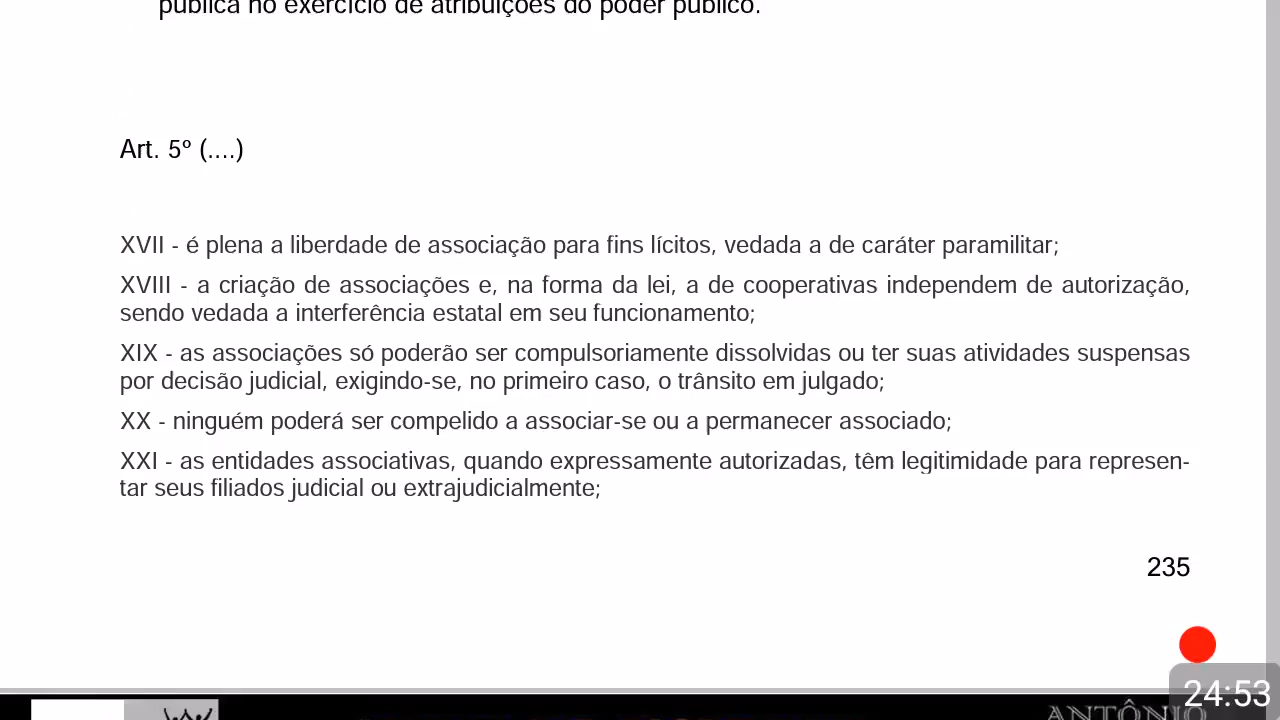 pública no exercício de atribuições do poder público.
Art. 5º (....)
XVII - é plena a liberdade de associação para fins lícitos, vedada a de caráter paramilitar;
XVIII - a criação de associações e, na forma da lei, a de cooperativas independem de autorização,
sendo vedada a interferência estatal em seu funcionamento;
XIX - as associações só poderão ser compulsoriamente dissolvidas ou ter suas atividades suspensas
por decisão judicial, exigindo-se, no primeiro caso, o trânsito em julgado;
XX - ninguém poderá ser compelido a associar-se ou a permanecer associado;
XXI - as entidades associativas, quando expressamente autorizadas, têm legitimidade para represen-
tar seus filiados judicial ou extrajudicialmente;
235
24:53
ANTÔNIO